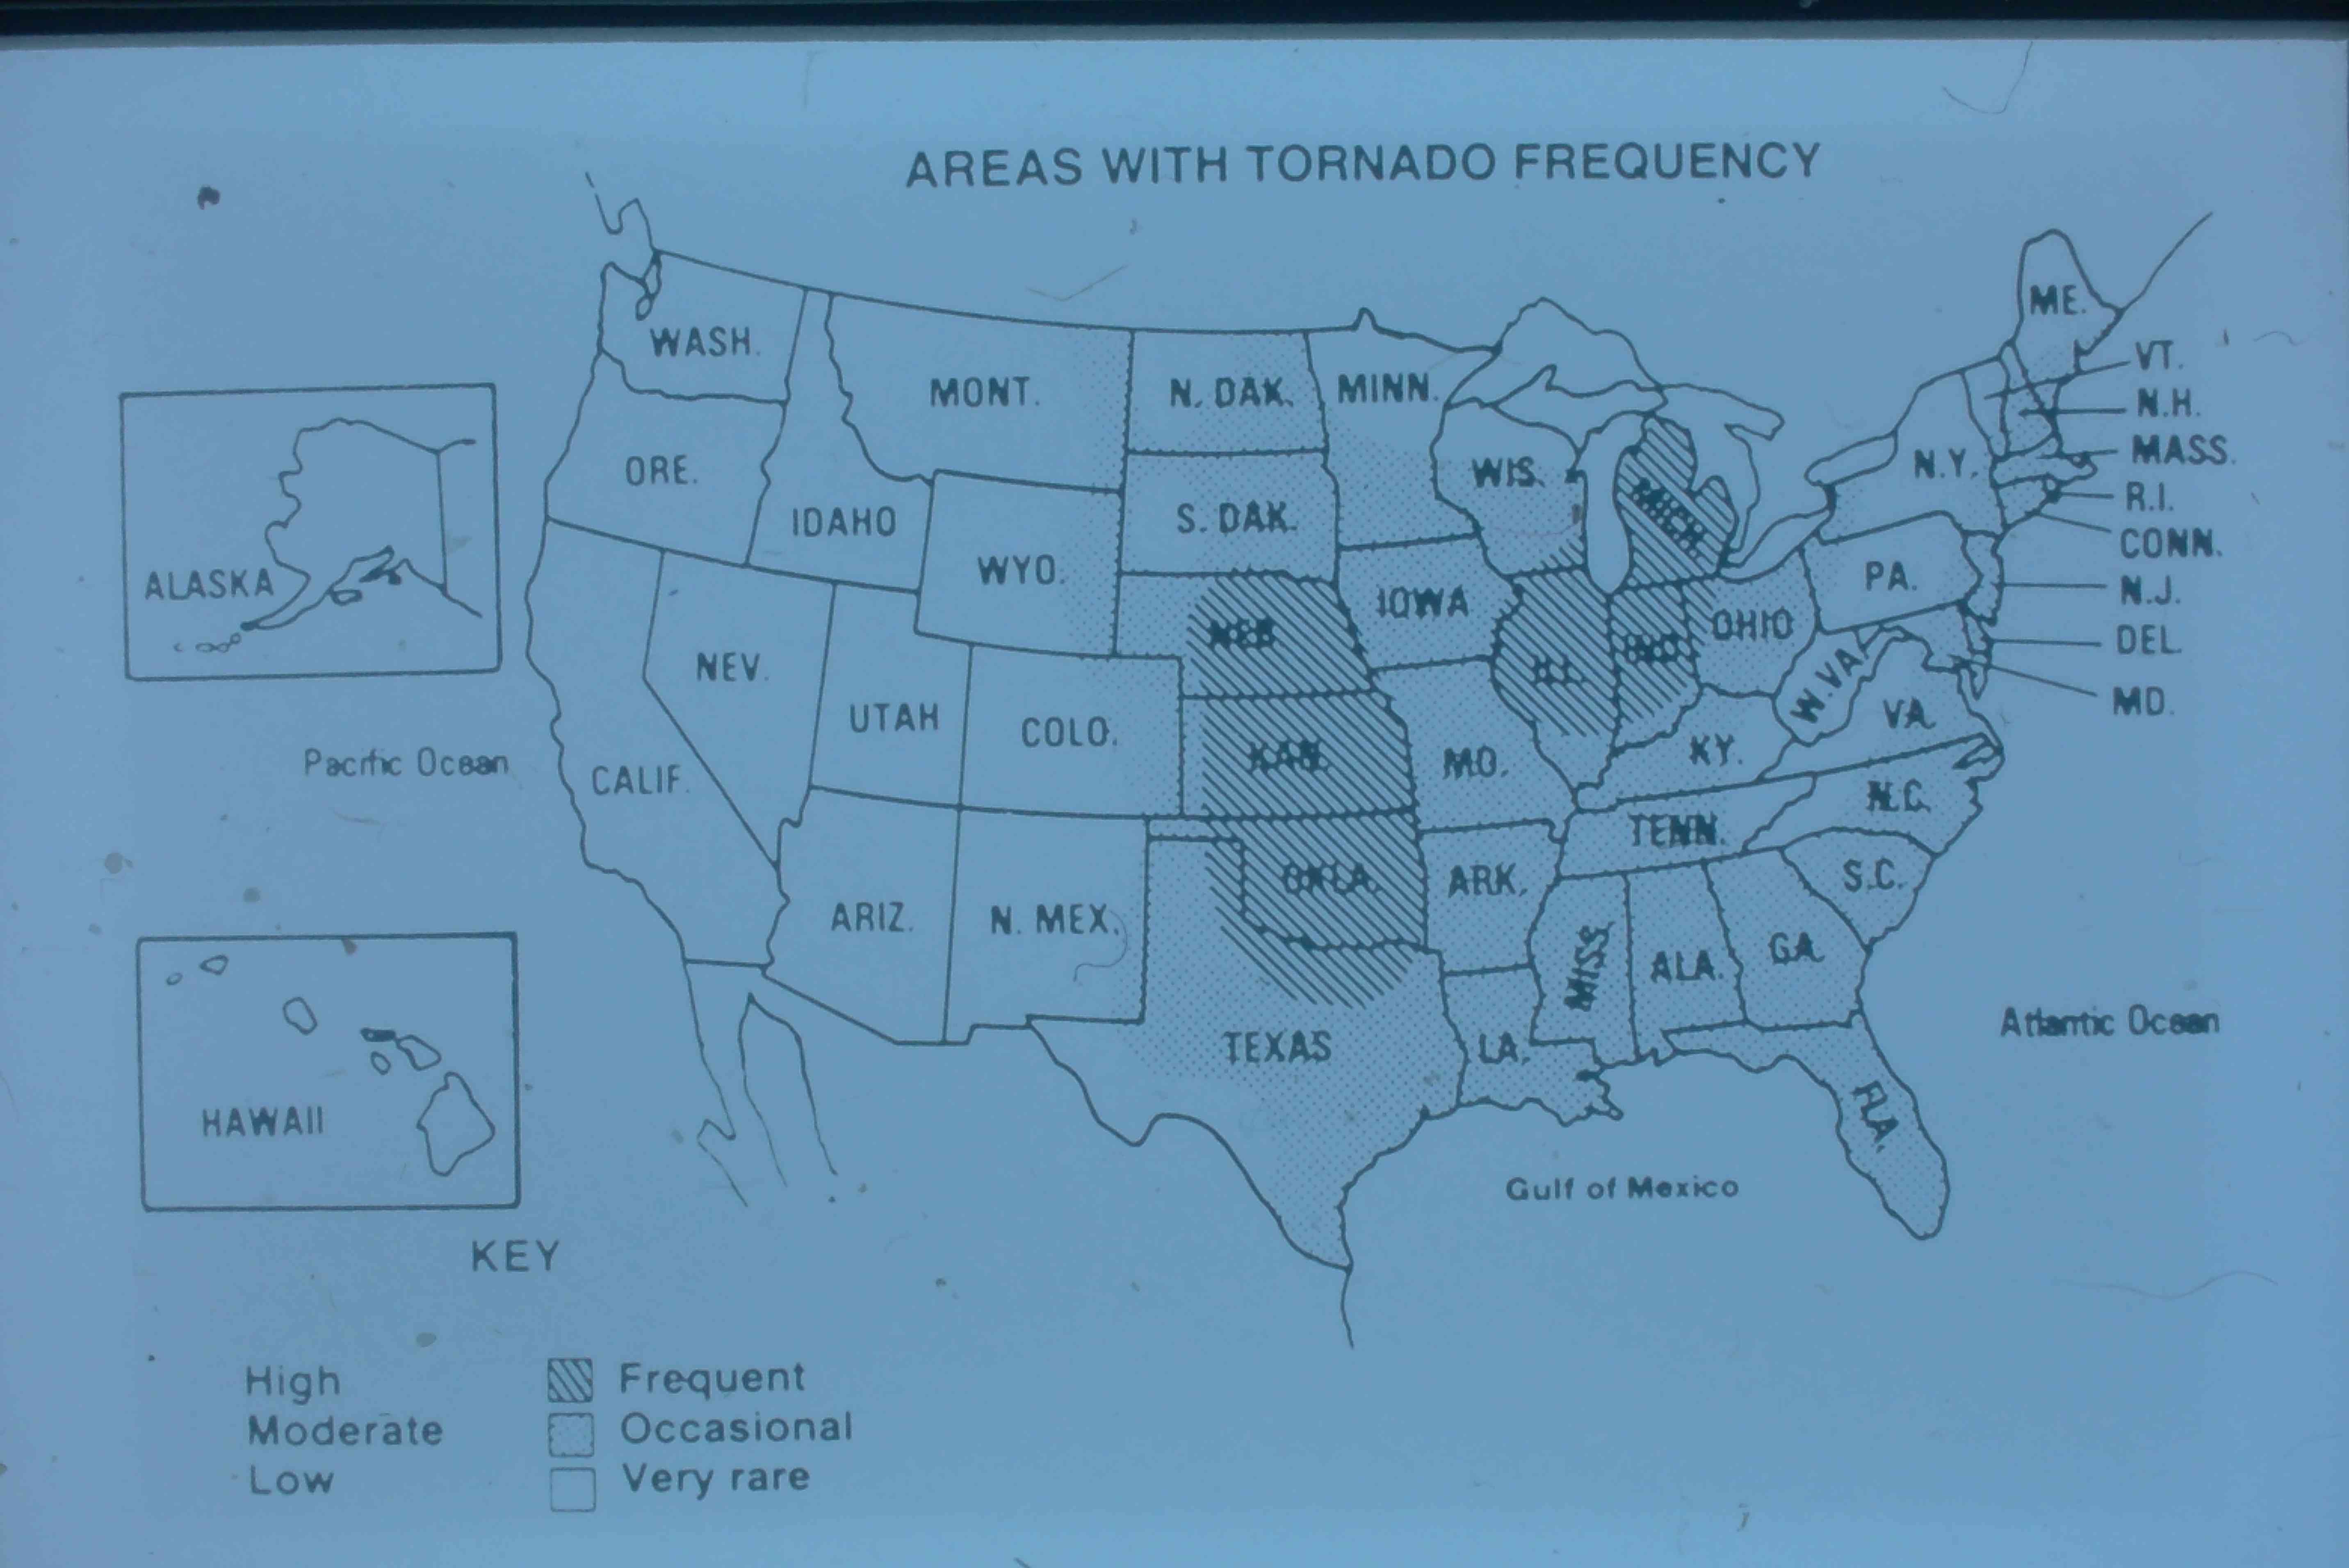 AREAS WITH TORNADO FREQUENCY
ME.
WASH.
VT.
MONT.
N. DAK.
MINN.
N.H.
MASS.
ORE.
WIS.
N.Y.
R.I.
IDAHO
S. DAK.
MICH.
CONN.
ALASKA
WYO.
IOWA
PA.
N.J.
NEB.
OHIO
DEL.
NEV.
ILL.
IND.
W.VA.
MD.
UTAH
COLO.
VA.
Pacific Ocean
CALIF.
KAN.
MO.
KY.
N.C.
TENN.
ARIZ.
N. MEX.
OKLA.
ARK.
S.C.
MISS.
ALA.
GA.
Atlantic Ocean
TEXAS
LA.
HAWAII
FLA.
Gulf of Mexico
KEY
High Frequent
Moderate Occasional
Low Very rare